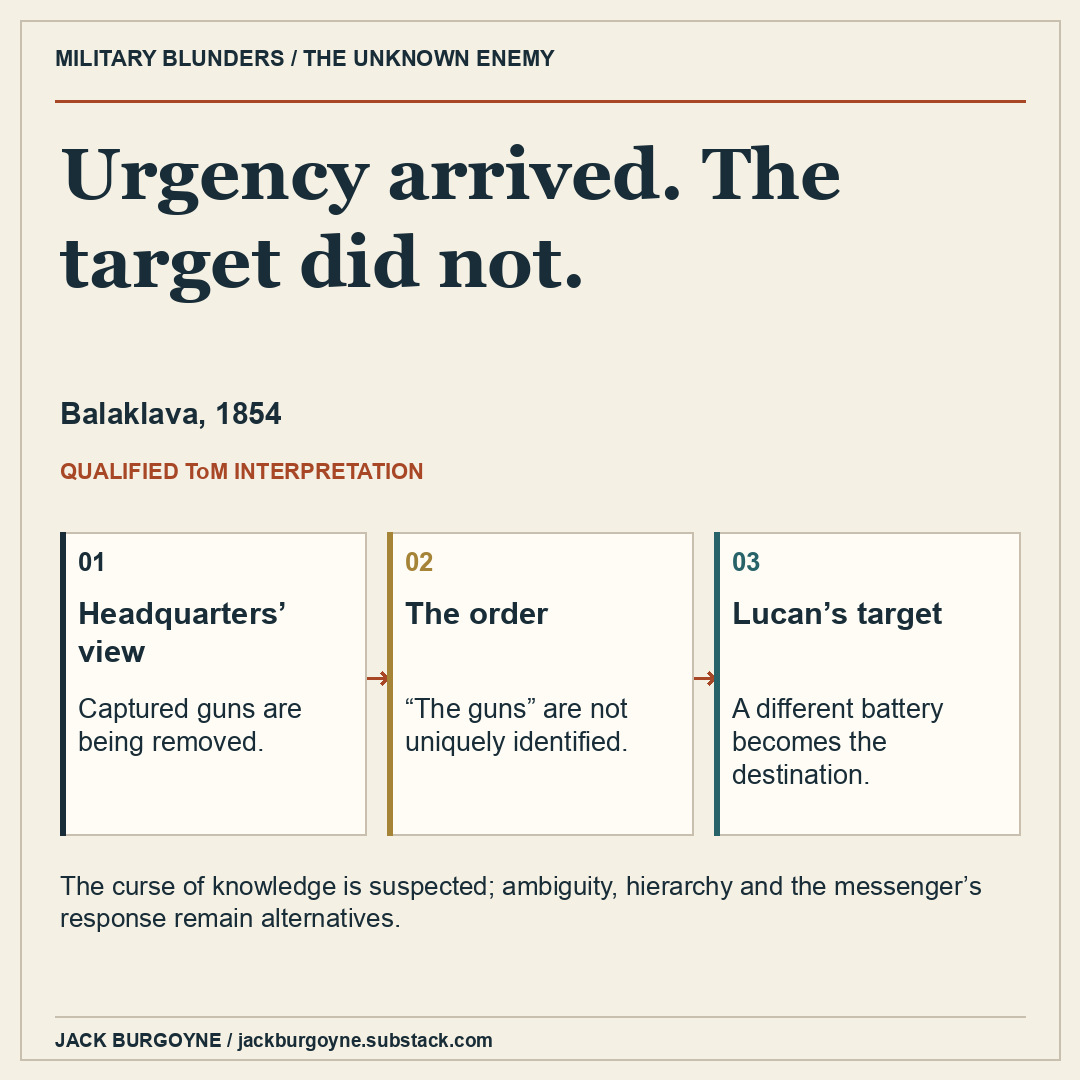 MILITARY BLUNDERS / THE UNKNOWN ENEMY
Urgency arrived. The
target did not.
Balaklava, 1854
QUALIFIED ToM INTERPRETATION
01
Headquarters’
view
Captured guns are
being removed.
02
The order
“The guns” are not
uniquely identified.
03
Lucan’s target
A different battery
becomes the
destination.
The curse of knowledge is suspected; ambiguity, hierarchy and the messenger’s
response remain alternatives.
JACK BURGOYNE / jackburgoyne.substack.com